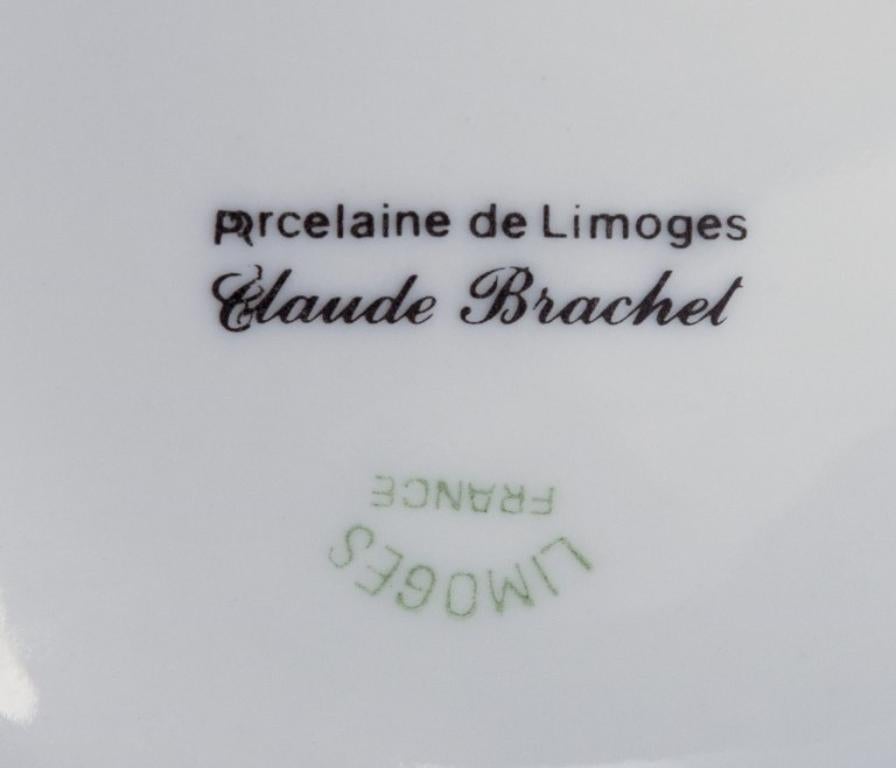 porcelaine de Limoges
Claude Brachet
LIMOGES
FRANCE